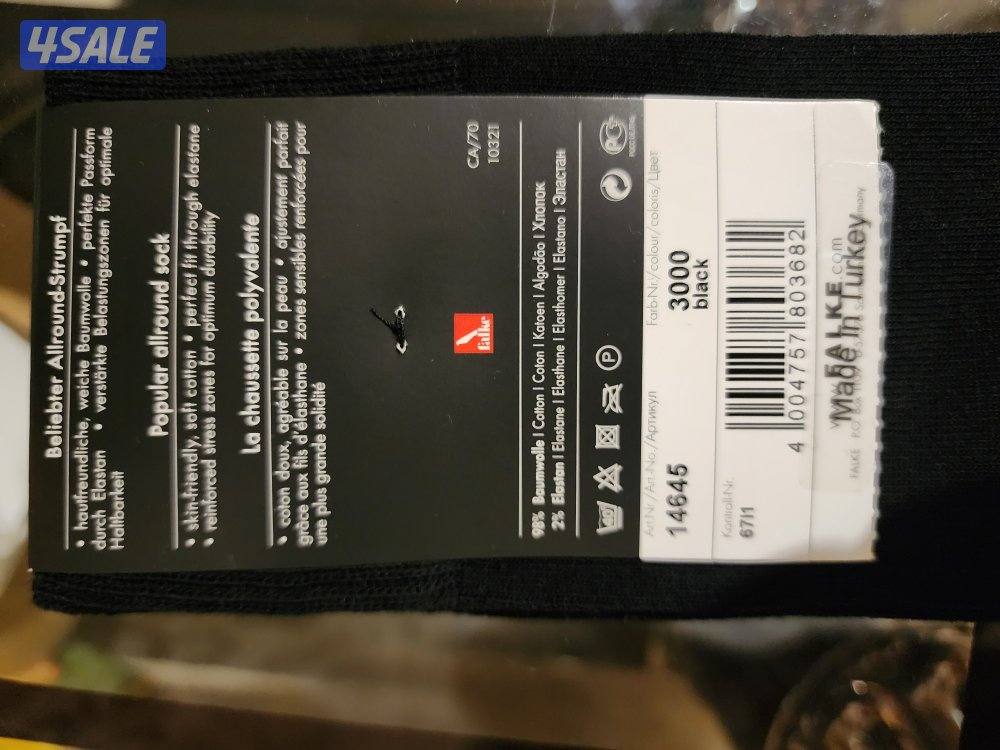 4SALE
Beliebter Allround-Strumpf
• hautfreundliche, weiche Baumwolle • perfekte Passform
durch Elastan • verstärkte Belastungszonen für optimale
Haltbarkeit
Popular allround sock
• skin-friendly, soft cotton • perfect fit through elastane
• reinforced stress zones for optimum durability
La chaussette polyvalente
• coton doux, agréable sur la peau • ajustement parfait
grâce aux fils d'élasthane • zones sensibles renforcées pour
une plus grande solidité
falke
CA/70
10321
98% Baumwolle I Cotton I Coton I Katoen I Algodão I Хлопок
2% Elastan I Elastane I Elasthane I Elasthomer I Elastano I Эластан
40
P
Art.Nr./Art.-No./Артикул
14645
Farb-Nr./colour/coloris/Цвет
3000
black
Kontroll-Nr.
6711
4 004757 803682
FALKE.com
Made in Turkey
FALKE